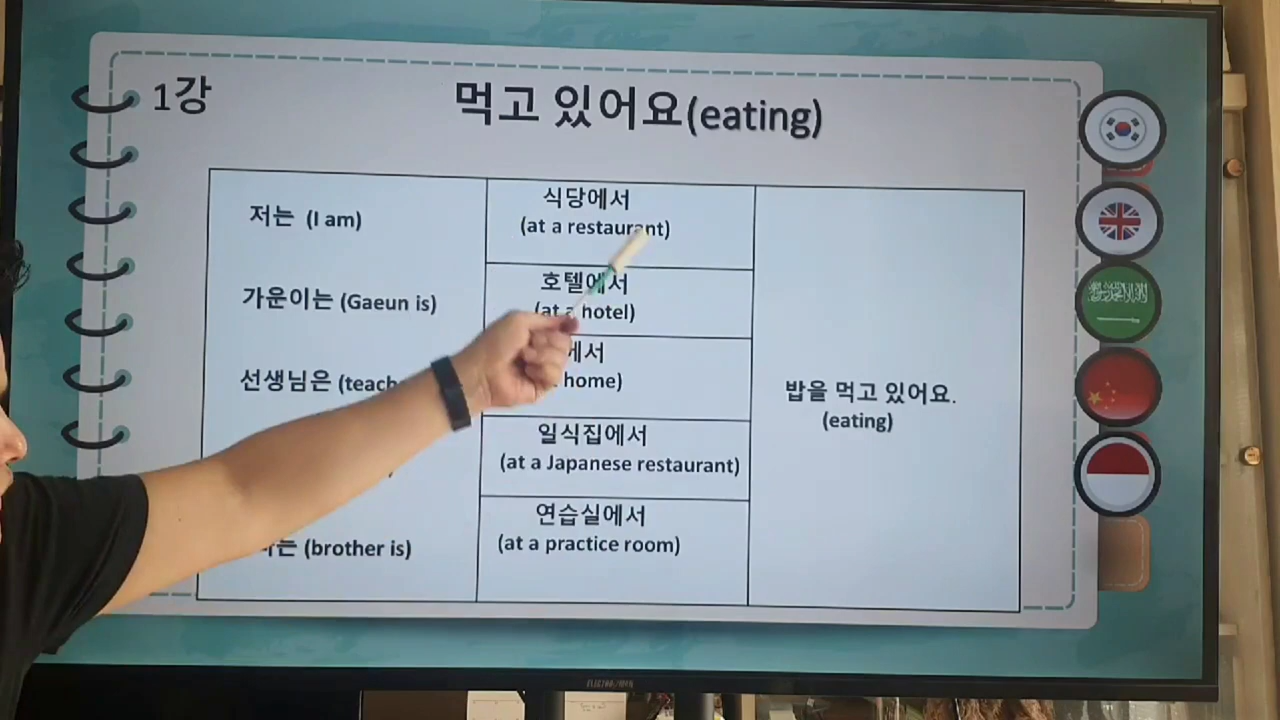 1강
먹고 있어요(eating)
저는 (I am)
식당에서
(at a restaurant)
가운이는 (Gaeun is)
호텔에서
(at a hotel)
선생님은
에서
home)
일식집에서
(at a Japanese restaurant)
(brother is)
연습실에서
(at a practice room)
밥을 먹고 있어요.
(eating)